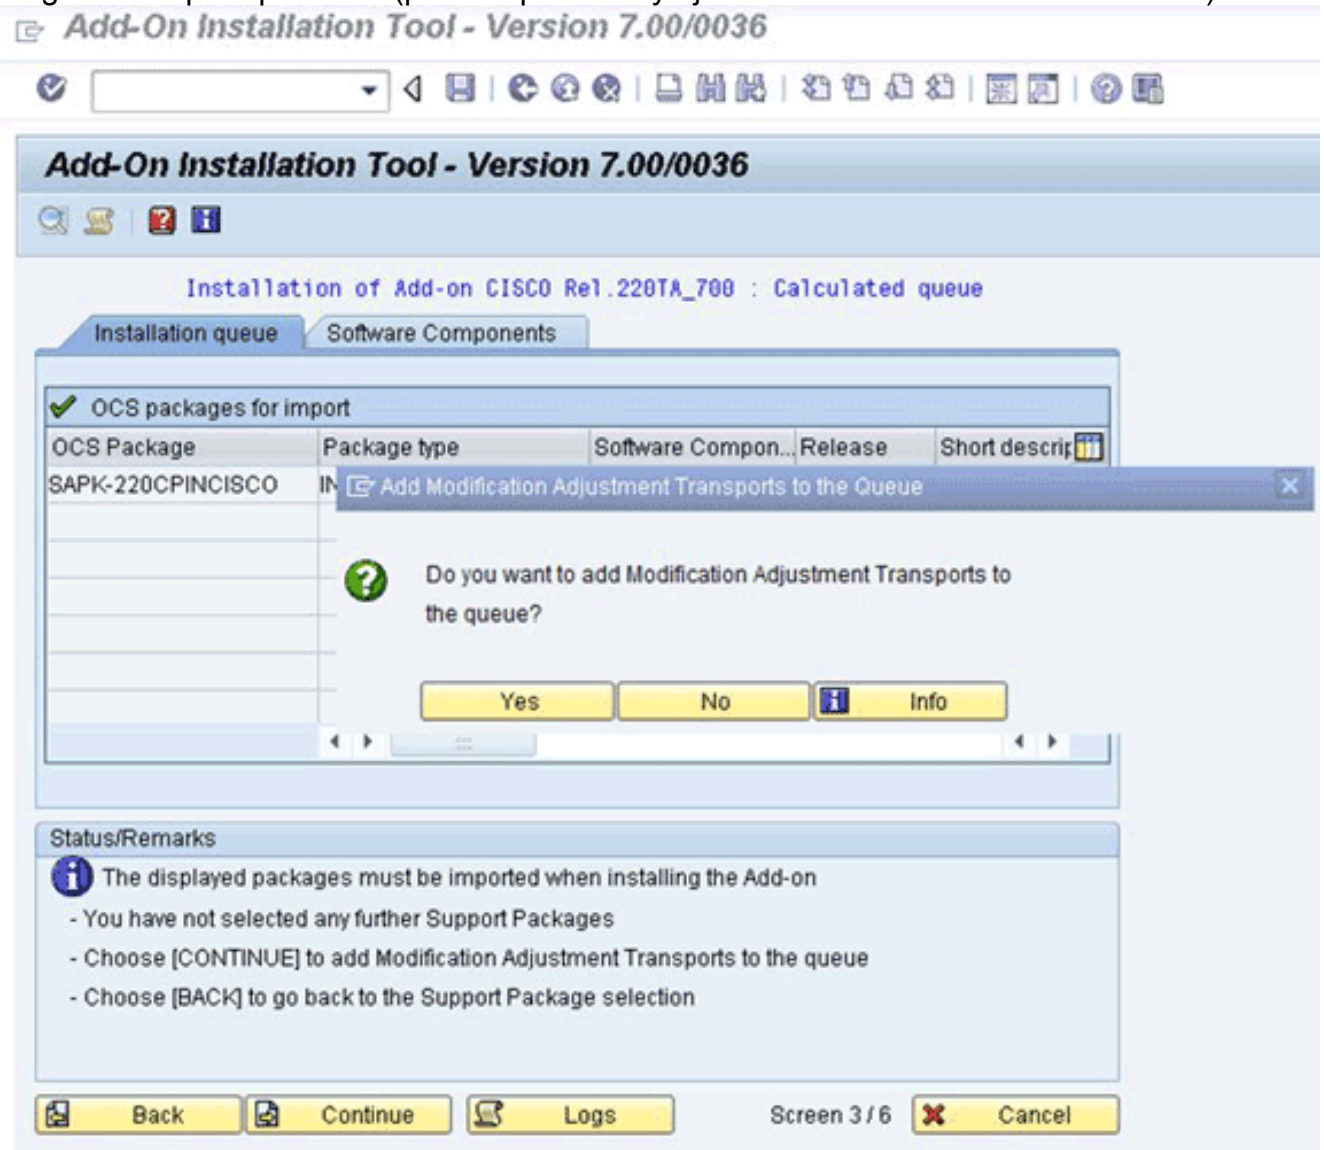 Add-On Installation Tool - Version 7.00/0036
Add-On Installation Tool - Version 7.00/0036
Installation of Add-on CISCO Rel.220TA_700 : Calculated queue
Installation queue Software Components
OCS packages for import
OCS Package Package type Software Compon... Release Short descrip
SAPK-220CPINCISCO IN
Add Modification Adjustment Transports to the Queue
Do you want to add Modification Adjustment Transports to
the queue?
Yes No Info
Status/Remarks
The displayed packages must be imported when installing the Add-on
- You have not selected any further Support Packages
- Choose [CONTINUE] to add Modification Adjustment Transports to the queue
- Choose [BACK] to go back to the Support Package selection
Back Continue Logs Screen 3 / 6 Cancel